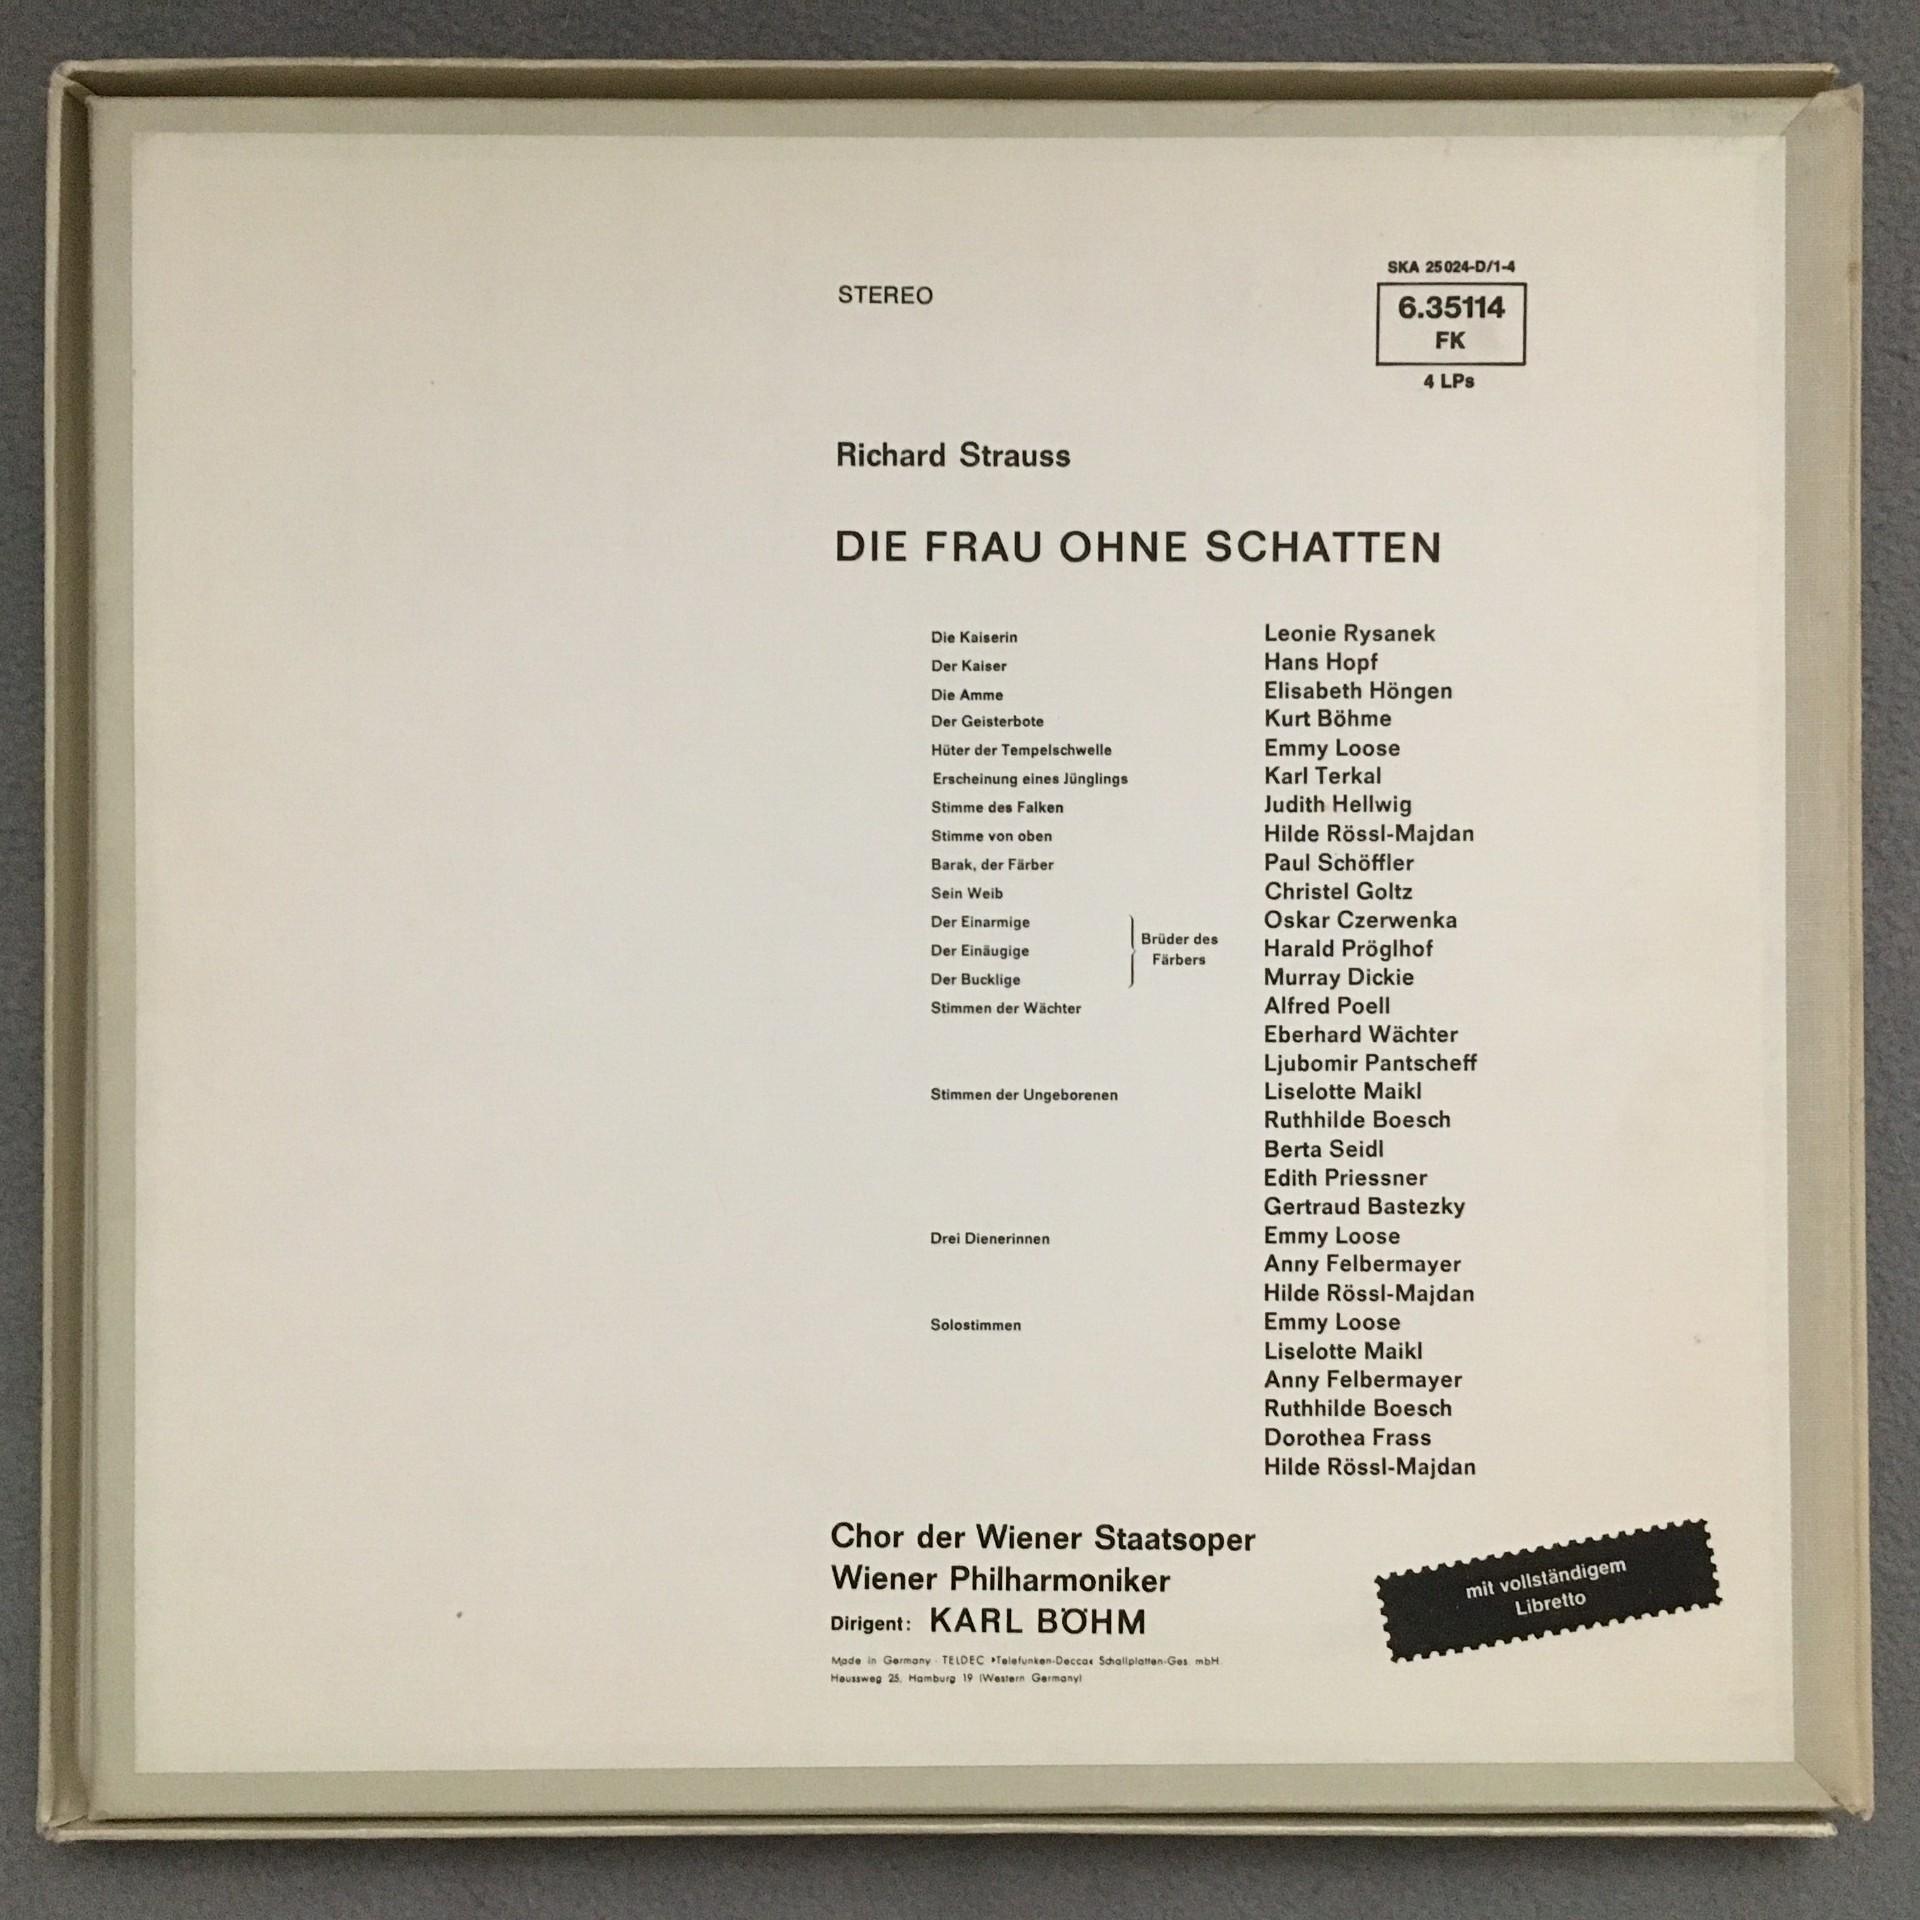 STEREO
SKA 25024-D/1-4
6.35114
FK
4 LPs
Richard Strauss
DIE FRAU OHNE SCHATTEN
Die Kaiserin Leonie Rysanek
Der Kaiser Hans Hopf
Die Amme Elisabeth Höngen
Der Geisterbote Kurt Böhme
Hüter der Tempelschwelle Emmy Loose
Erscheinung eines Jünglings Karl Terkal
Stimme des Falken Judith Hellwig
Stimme von oben Hilde Rössl-Majdan
Barak, der Färber Paul Schöffler
Sein Weib Christel Goltz
Der Einarmige Oskar Czerwenka
Brüder des
Der Einäugige Harald Pröglhof
Färbers
Der Bucklige Murray Dickie
Stimmen der Wächter Alfred Poell
Eberhard Wächter
Ljubomir Pantscheff
Stimmen der Ungeborenen Liselotte Maikl
Ruthhilde Boesch
Berta Seidl
Edith Priessner
Gertraud Bastezky
Drei Dienerinnen Emmy Loose
Anny Felbermayer
Hilde Rössl-Majdan
Solostimmen Emmy Loose
Liselotte Maikl
Anny Felbermayer
Ruthhilde Boesch
Dorothea Frass
Hilde Rössl-Majdan
Chor der Wiener Staatsoper
Wiener Philharmoniker
Dirigent: KARL BÖHM
Made in Germany · TELDEC »Telefunken-Decca« Schallplatten-Ges. mbH.
Heussweg 25, Hamburg 19 (Western Germany)
mit vollständigem
Libretto